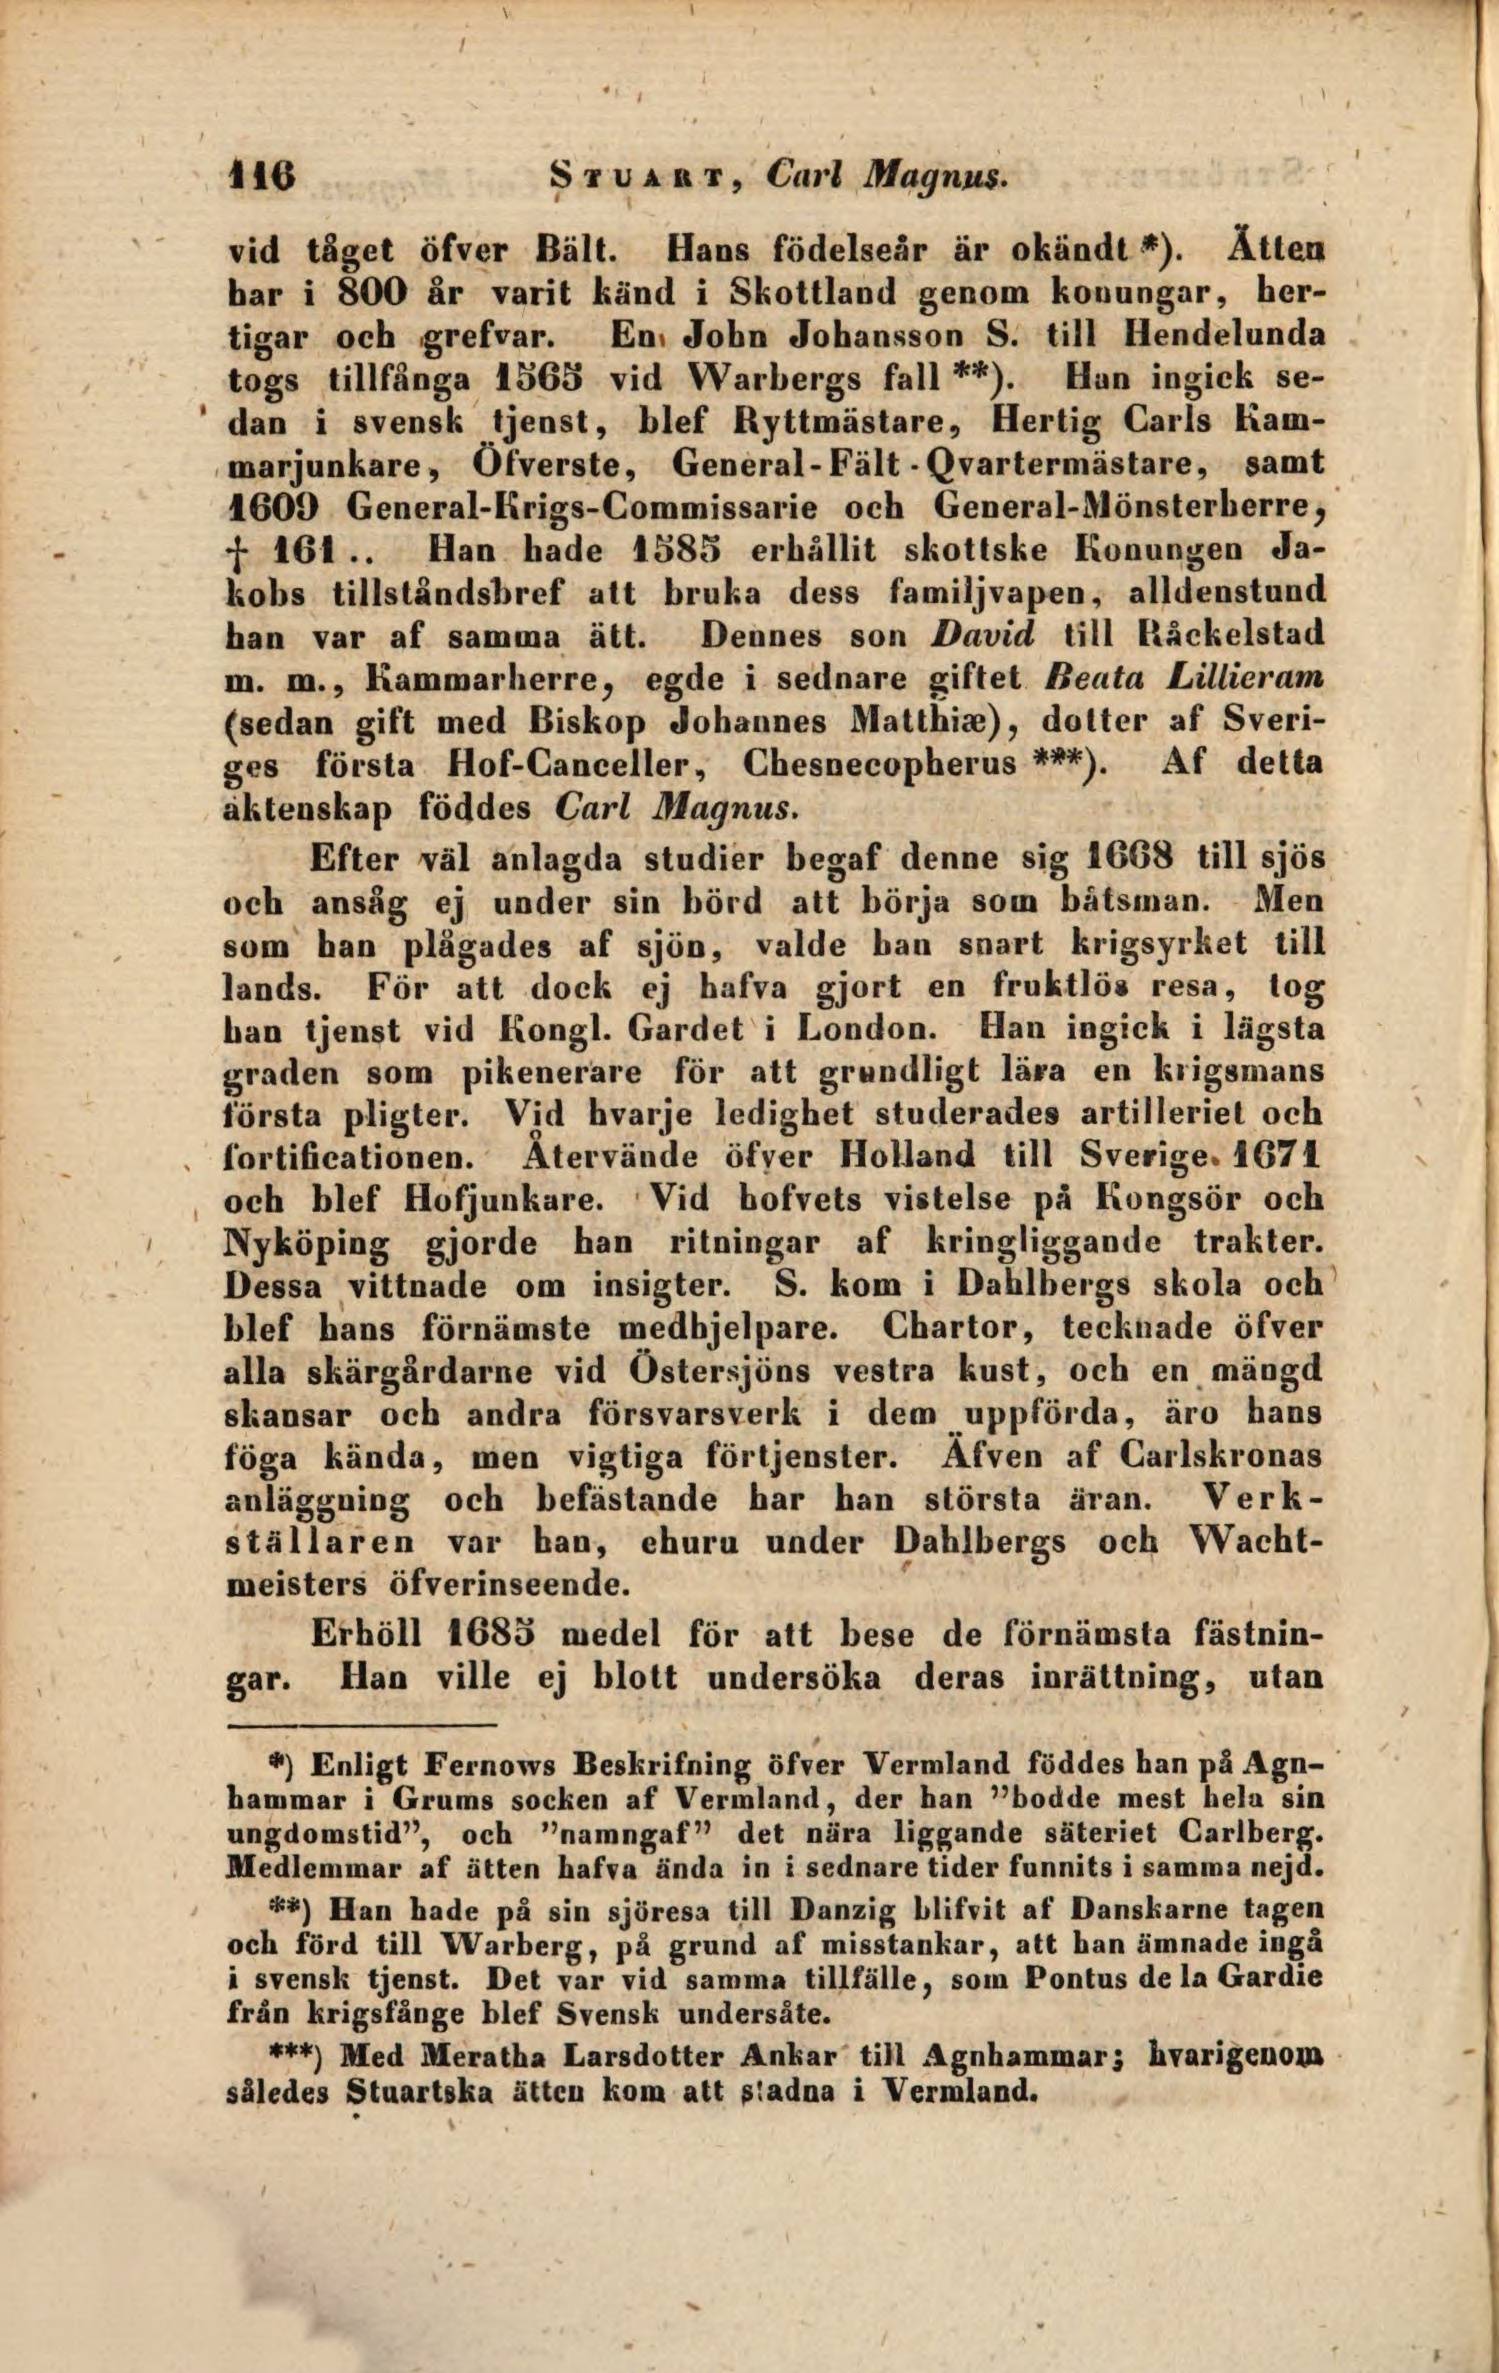 116 STUART, Carl Magnus.
vid tåget öfver Bält. Hans födelseår är okändt *). Ätten
har i 800 år varit känd i Skottland genom konungar, her-
tigar och grefvar. En John Johansson S. till Hendelunda
togs tillfånga 1565 vid Warbergs fall **). Han ingick se-
dan i svensk tjenst, blef Ryttmästare, Hertig Carls Kam-
marjunkare, Öfverste, General-Fält-Qvartermästare, samt
1609 General-Krigs-Commissarie och General-Mönsterherre,
† 161.. Han hade 1585 erhållit skottske Konungen Ja-
kobs tillståndsbref att bruka dess familjvapen, alldenstund
han var af samma ätt. Dennes son David till Råckelstad
m. m., Kammarherre, egde i sednare giftet Beata Lillieram
(sedan gift med Biskop Johannes Matthiæ), dotter af Sveri-
ges första Hof-Canceller, Chesnecopherus ***). Af detta
äktenskap föddes Carl Magnus.
Efter väl anlagda studier begaf denne sig 1668 till sjös
och ansåg ej under sin börd att börja som båtsman. Men
som han plågades af sjön, valde han snart krigsyrket till
lands. För att dock ej hafva gjort en fruktlös resa, tog
han tjenst vid Kongl. Gardet i London. Han ingick i lägsta
graden som pikenerare för att grundligt lära en krigsmans
första pligter. Vid hvarje ledighet studerades artilleriet och
fortificationen. Återvände öfver Holland till Sverige. 1671
och blef Hofjunkare. Vid hofvets vistelse på Kongsör och
Nyköping gjorde han ritningar af kringliggande trakter.
Dessa vittnade om insigter. S. kom i Dahlbergs skola och
blef hans förnämste medhjelpare. Chartor, tecknade öfver
alla skärgårdarne vid Östersjöns vestra kust, och en mängd
skansar och andra försvarsverk i dem uppförda, äro hans
föga kända, men vigtiga förtjenster. Äfven af Carlskronas
anläggning och befästande har han största äran. Verk-
ställaren var han, ehuru under Dahlbergs och Wacht-
meisters öfverinseende.
Erhöll 1685 medel för att bese de förnämsta fästnin-
gar. Han ville ej blott undersöka deras inrättning, utan
*) Enligt Fernows Beskrifning öfver Vermland föddes han på Agn-
hammar i Grums socken af Vermland, der han ”bodde mest hela sin
ungdomstid”, och ”namngaf” det nära liggande säteriet Carlberg.
Medlemmar af ätten hafva ända in i sednare tider funnits i samma nejd.
**) Han hade på sin sjöresa till Danzig blifvit af Danskarne tagen
och förd till Warberg, på grund af misstankar, att han ämnade ingå
i svensk tjenst. Det var vid samma tillfälle, som Pontus de la Gardie
från krigsfånge blef Svensk undersåte.
***) Med Meratha Larsdotter Ankar till Agnhammar; hvarigenom
således Stuartska ätten kom att stadna i Vermland.